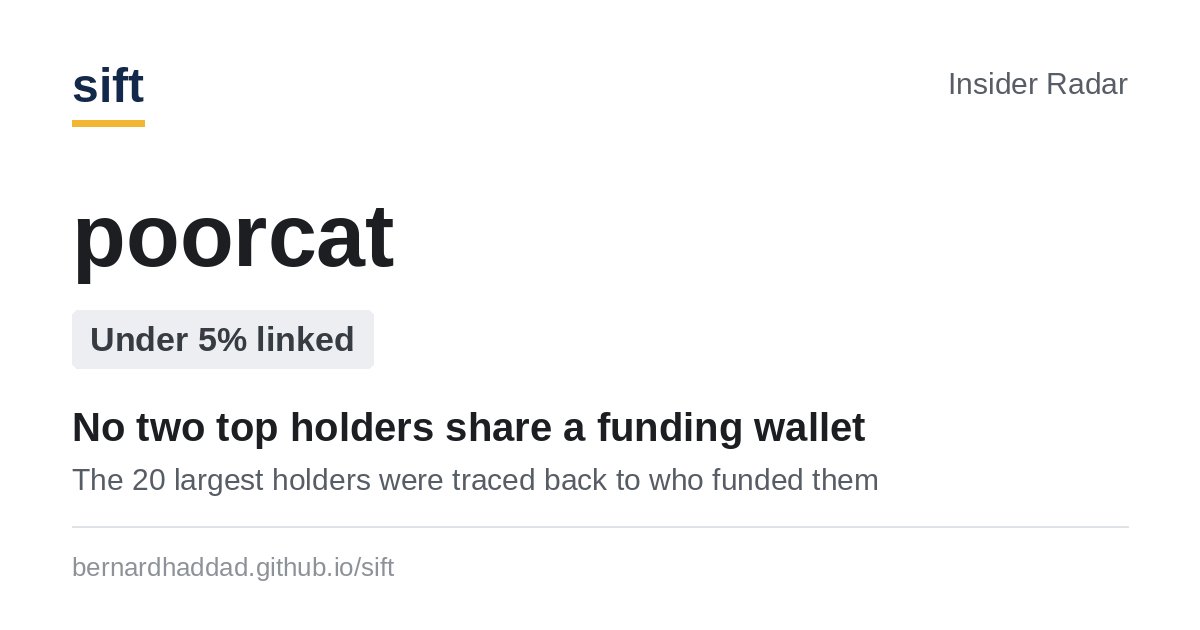 sift
Insider Radar
poorcat
Under 5% linked
No two top holders share a funding wallet
The 20 largest holders were traced back to who funded them
bernardhaddad.github.io/sift